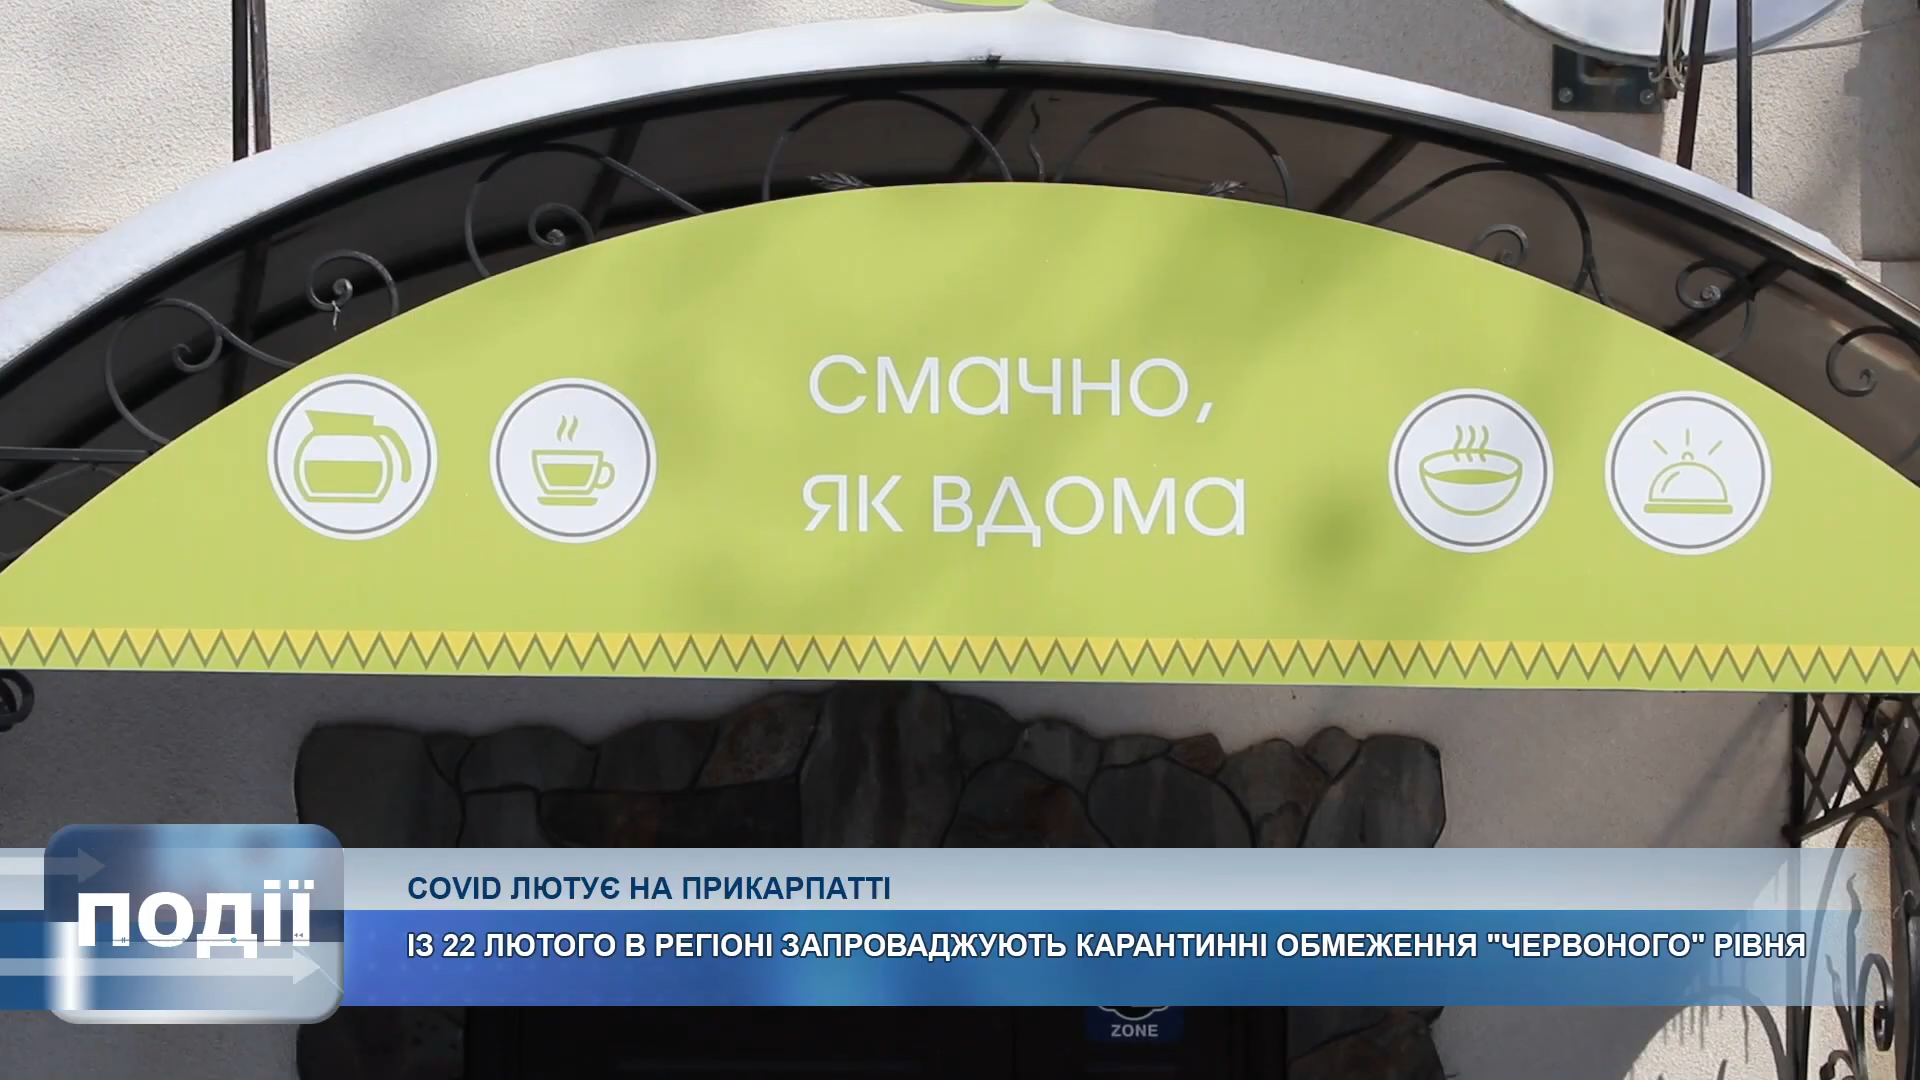 смачно,
як вдома
COVID ЛЮТУЄ НА ПРИКАРПАТТІ
події
ІЗ 22 ЛЮТОГО В РЕГІОНІ ЗАПРОВАДЖУЮТЬ КАРАНТИННІ ОБМЕЖЕННЯ "ЧЕРВОНОГО" РІВНЯ
ZONE